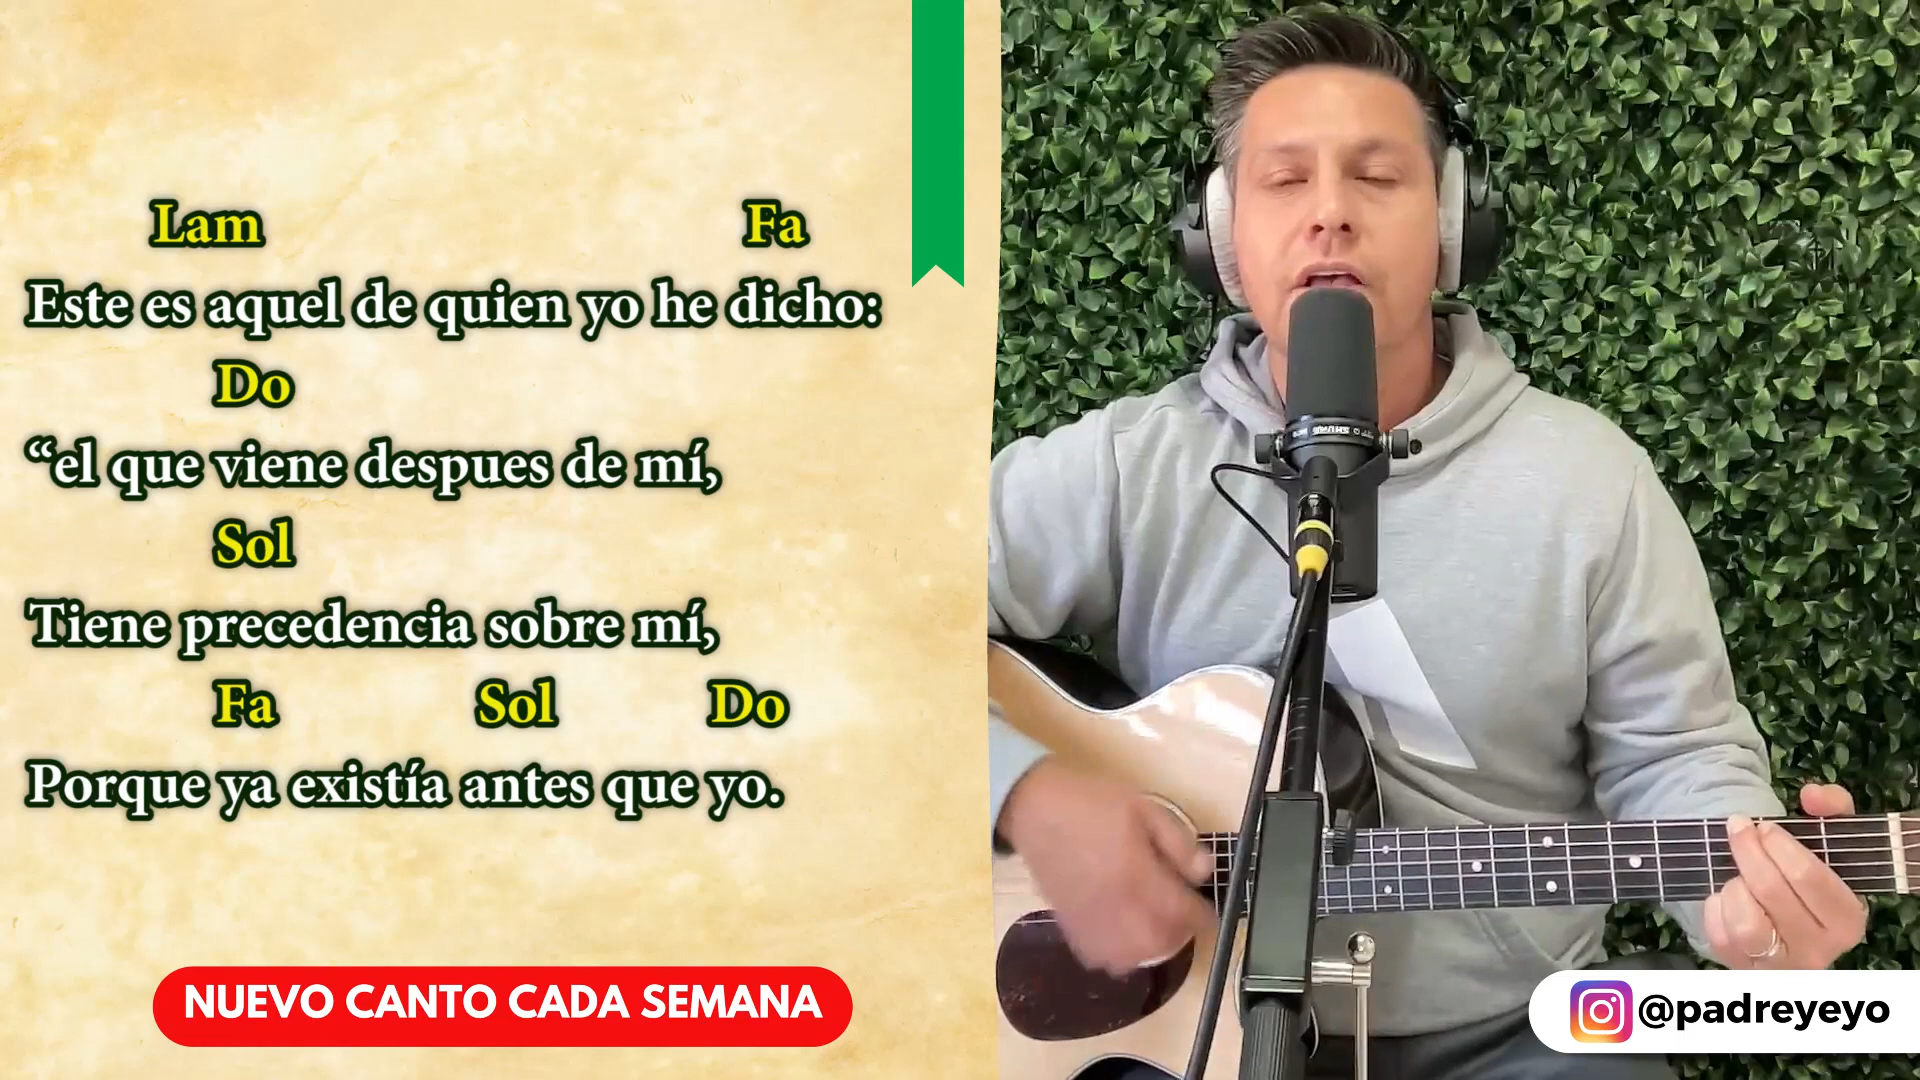 Lam Fa
Este es aquel de quien yo he dicho:
Do
“el que viene despues de mí,
Sol
Tiene precedencia sobre mí,
Fa Sol Do
Porque ya existía antes que yo.
NUEVO CANTO CADA SEMANA
@padreyeyo